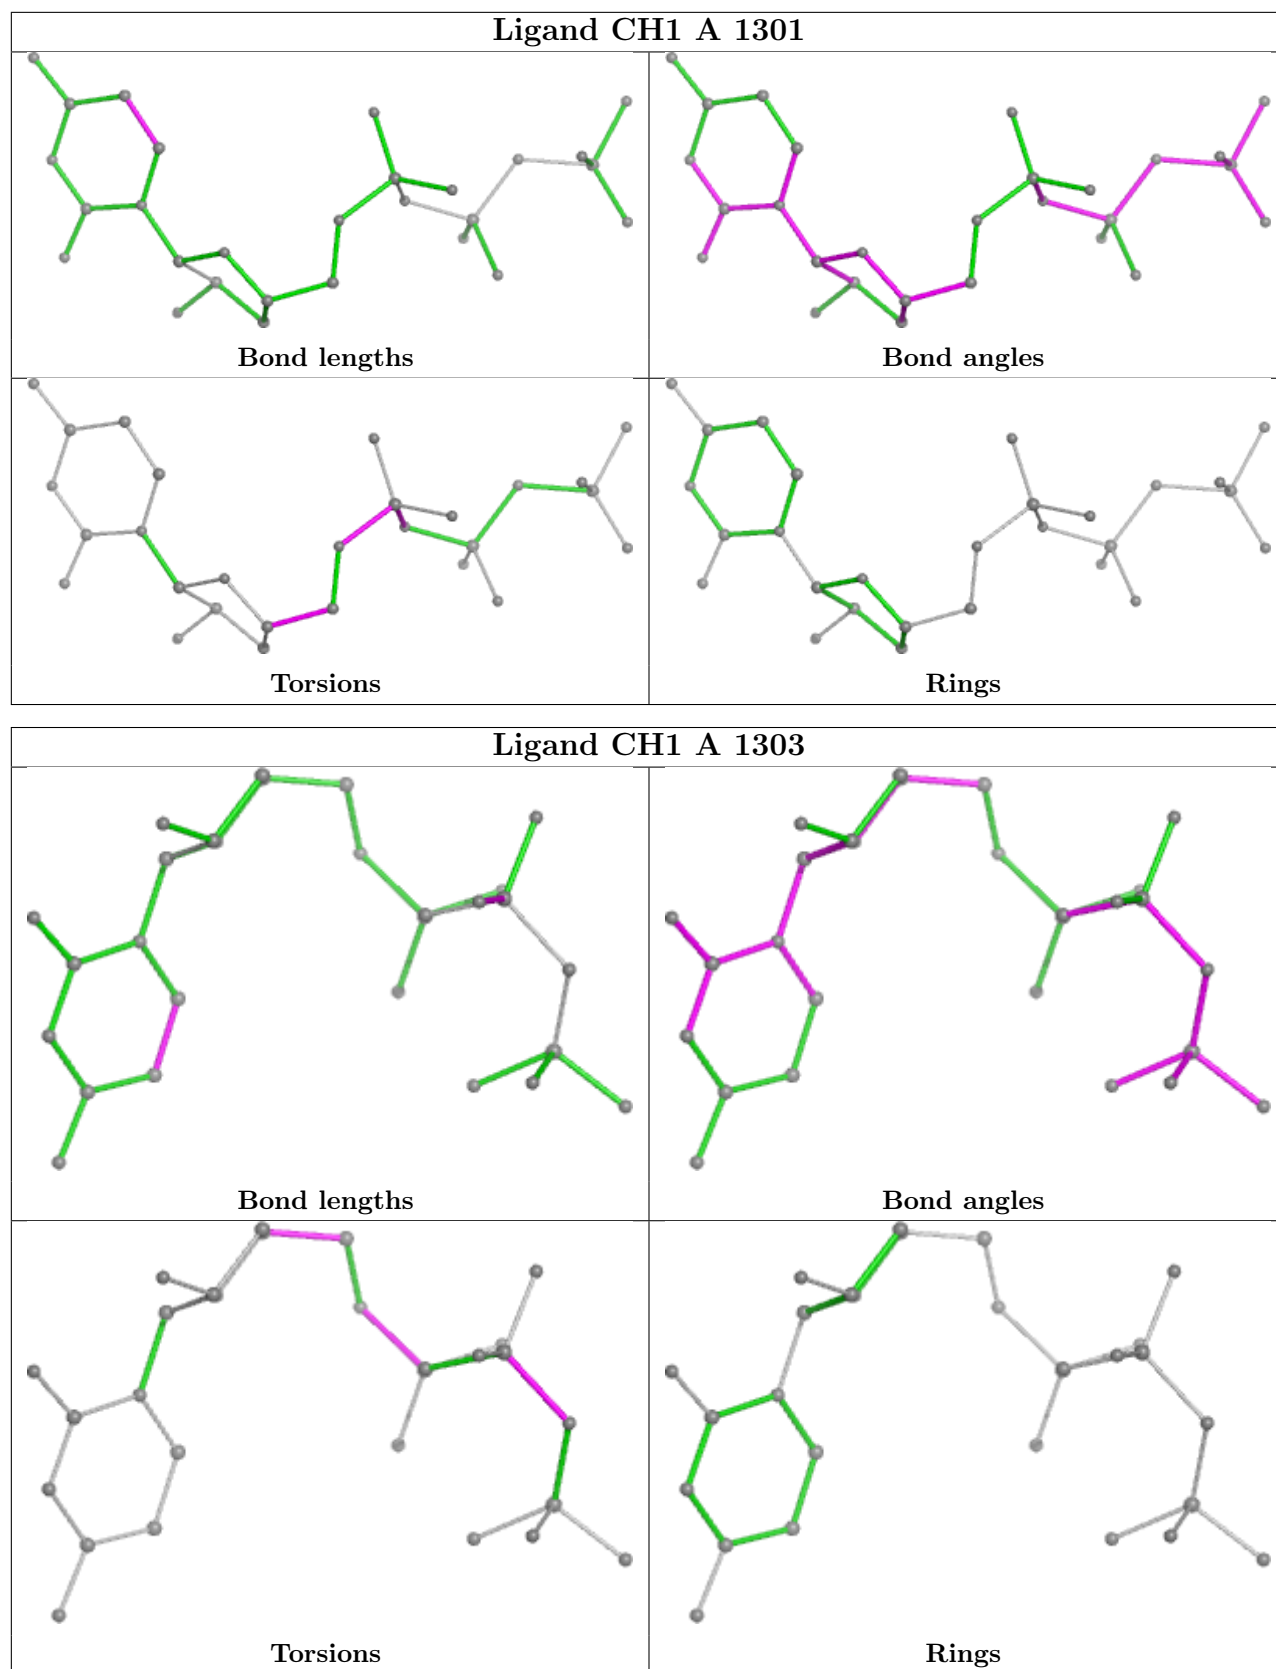 Ligand CH1 A 1301
Bond lengths
Bond angles
Torsions
Rings
Ligand CH1 A 1303
Bond lengths
Bond angles
Torsions
Rings